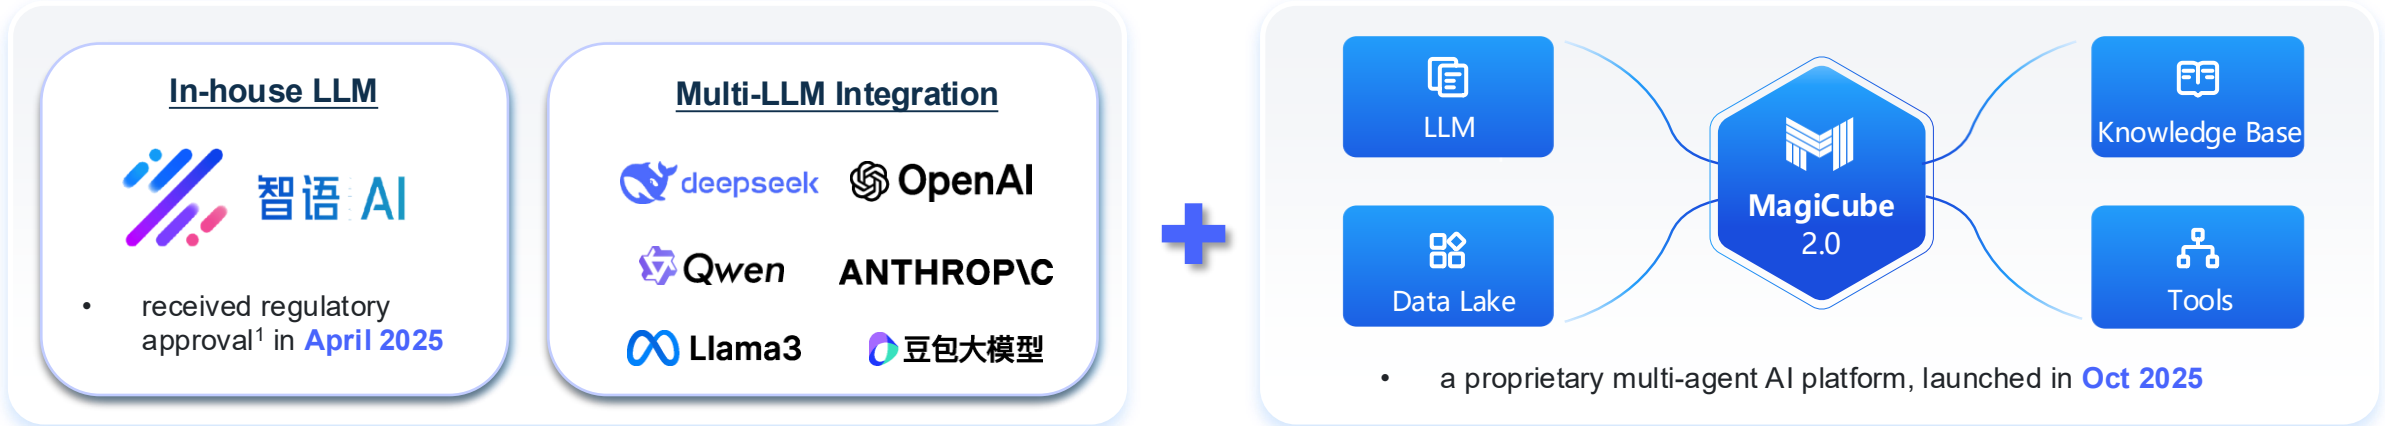 In-house LLM
智语 AI
• received regulatory
approval¹ in April 2025
Multi-LLM Integration
deepseek
OpenAI
Qwen
ANTHROP\C
Llama3
豆包大模型
LLM
Data Lake
MagiCube
2.0
Knowledge Base
Tools
• a proprietary multi-agent AI platform, launched in Oct 2025